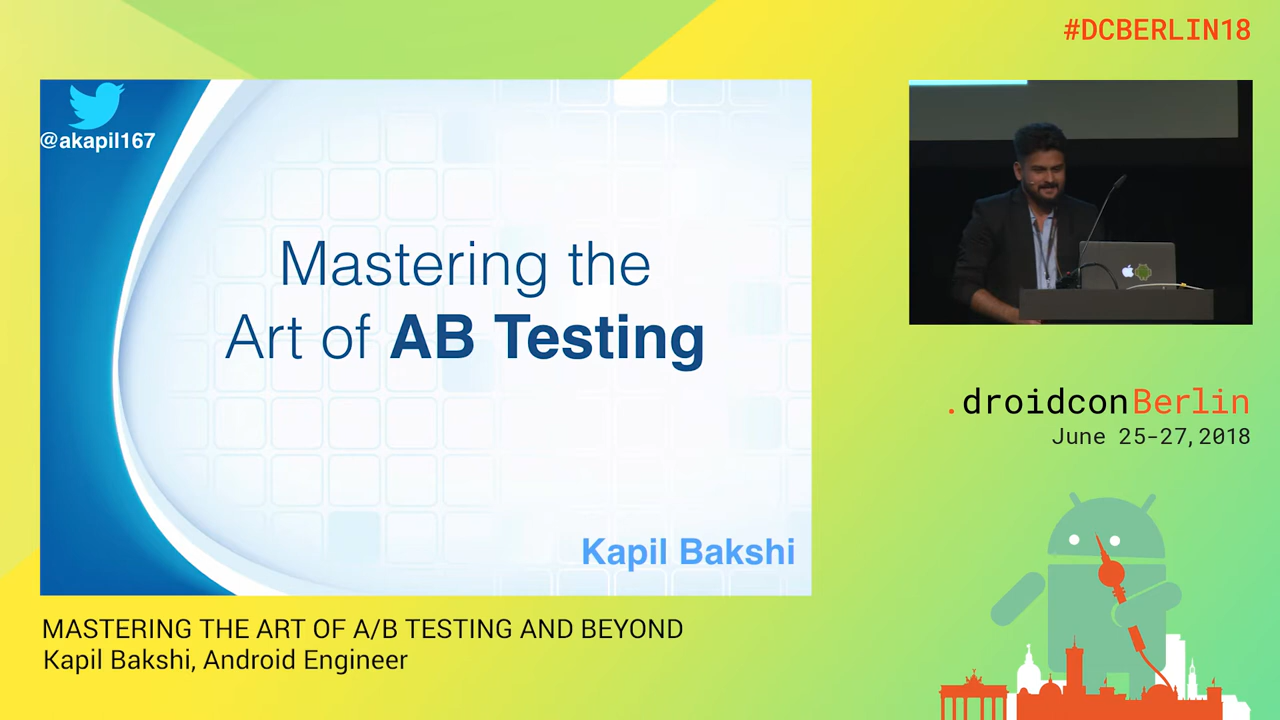 #DCBERLIN18
@akapil167
Mastering the
Art of AB Testing
Kapil Bakshi
MASTERING THE ART OF A/B TESTING AND BEYOND
Kapil Bakshi, Android Engineer
.droidconBerlin
June 25-27, 2018